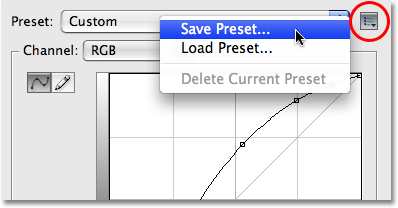 Preset: Custom
Save Preset...
Load Preset...
Delete Current Preset
Channel: RGB